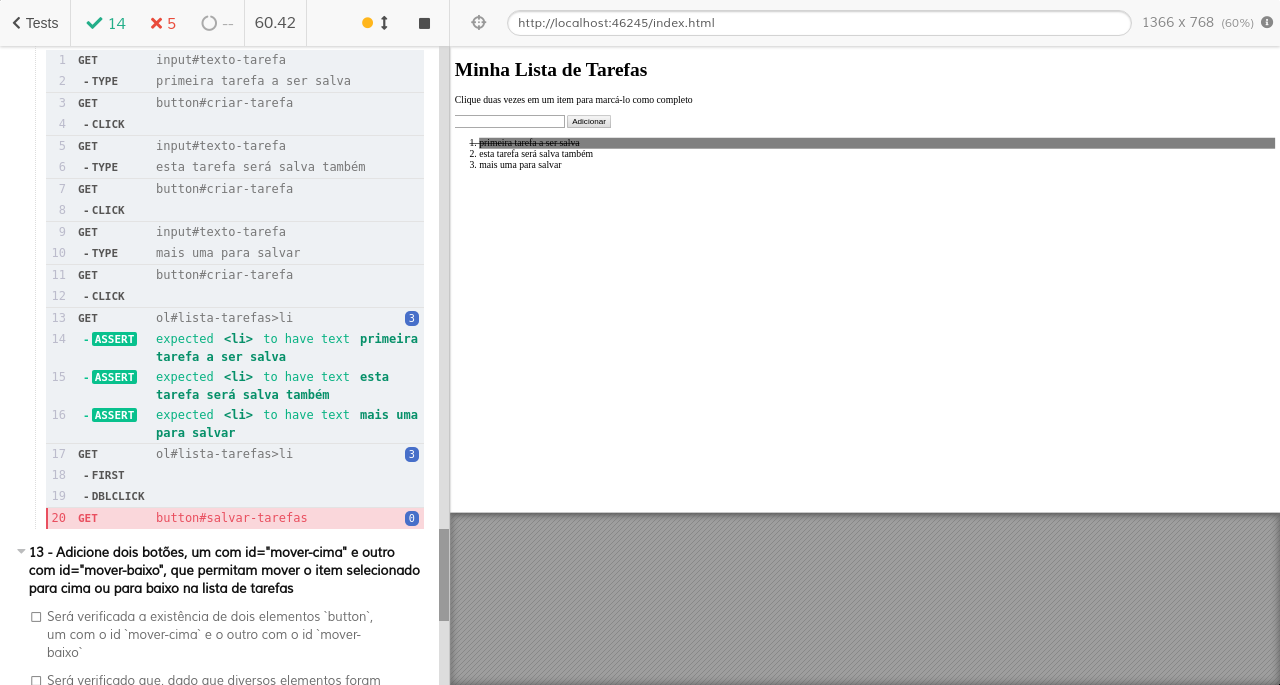 Tests 14 5 -- 60.42 http://localhost:46245/index.html 1366 x 768 (60%)
1 GET input#texto-tarefa
2 -TYPE primeira tarefa a ser salva
3 GET button#criar-tarefa
4 -CLICK
5 GET input#texto-tarefa
6 -TYPE esta tarefa será salva também
7 GET button#criar-tarefa
8 -CLICK
9 GET input#texto-tarefa
10 -TYPE mais uma para salvar
11 GET button#criar-tarefa
12 -CLICK
13 GET ol#lista-tarefas>li 3
14 -ASSERT expected <li> to have text primeira
tarefa a ser salva
15 -ASSERT expected <li> to have text esta
tarefa será salva também
16 -ASSERT expected <li> to have text mais uma
para salvar
17 GET ol#lista-tarefas>li 3
18 -FIRST
19 -DBLCLICK
20 GET button#salvar-tarefas 0
13 - Adicione dois botões, um com id="mover-cima" e outro
com id="mover-baixo", que permitam mover o item selecionado
para cima ou para baixo na lista de tarefas
Será verificada a existência de dois elementos `button`,
um com o id `mover-cima` e o outro com o id `mover-
baixo`
Será verificado que, dado que diversos elementos foram
Minha Lista de Tarefas
Clique duas vezes em um item para marcá-lo como completo
Adicionar
1. primeira tarefa a ser salva
2. esta tarefa será salva também
3. mais uma para salvar